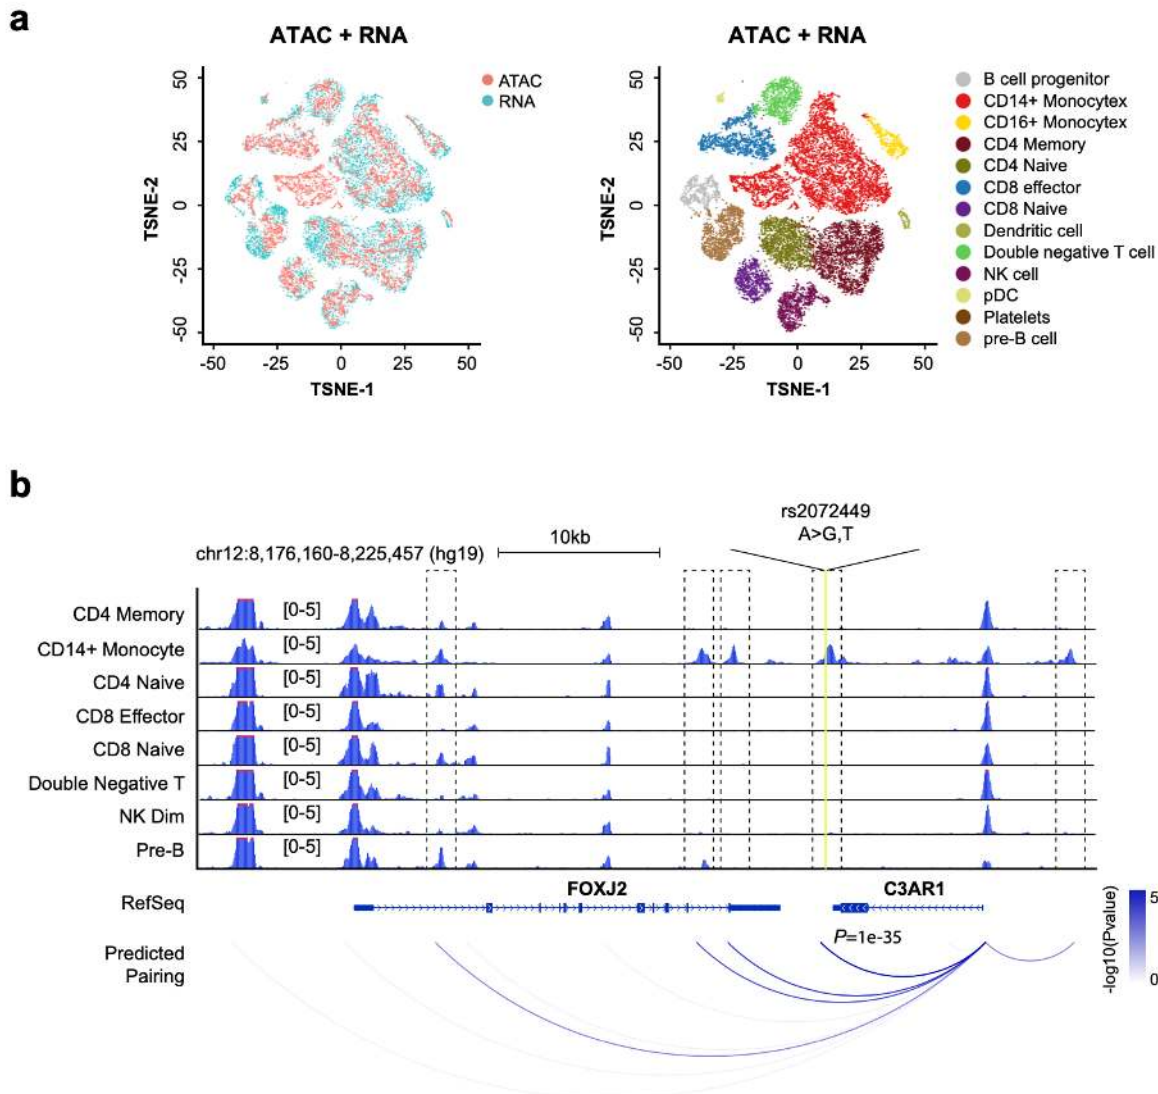 a
ATAC + RNA
50
25
0
-25
-50
TSNE-2
-50
-25
0
25
50
TSNE-1
ATAC
RNA
ATAC + RNA
50
25
0
-25
-50
TSNE-2
-50
-25
0
25
50
TSNE-1
B cell progenitor
CD14+ Monocytex
CD16+ Monocytex
CD4 Memory
CD4 Naive
CD8 effector
CD8 Naive
Dendritic cell
Double negative T cell
NK cell
pDC
Platelets
pre-B cell
b
rs2072449
A>G,T
chr12:8,176,160-8,225,457 (hg19)
10kb
CD4 Memory [0-5]
CD14+ Monocyte [0-5]
CD4 Naive [0-5]
CD8 Effector [0-5]
CD8 Naive [0-5]
Double Negative T [0-5]
NK Dim [0-5]
Pre-B [0-5]
FOXJ2 C3AR1
RefSeq
P=1e-35
Predicted
Pairing
-log10(Pvalue)
5
0